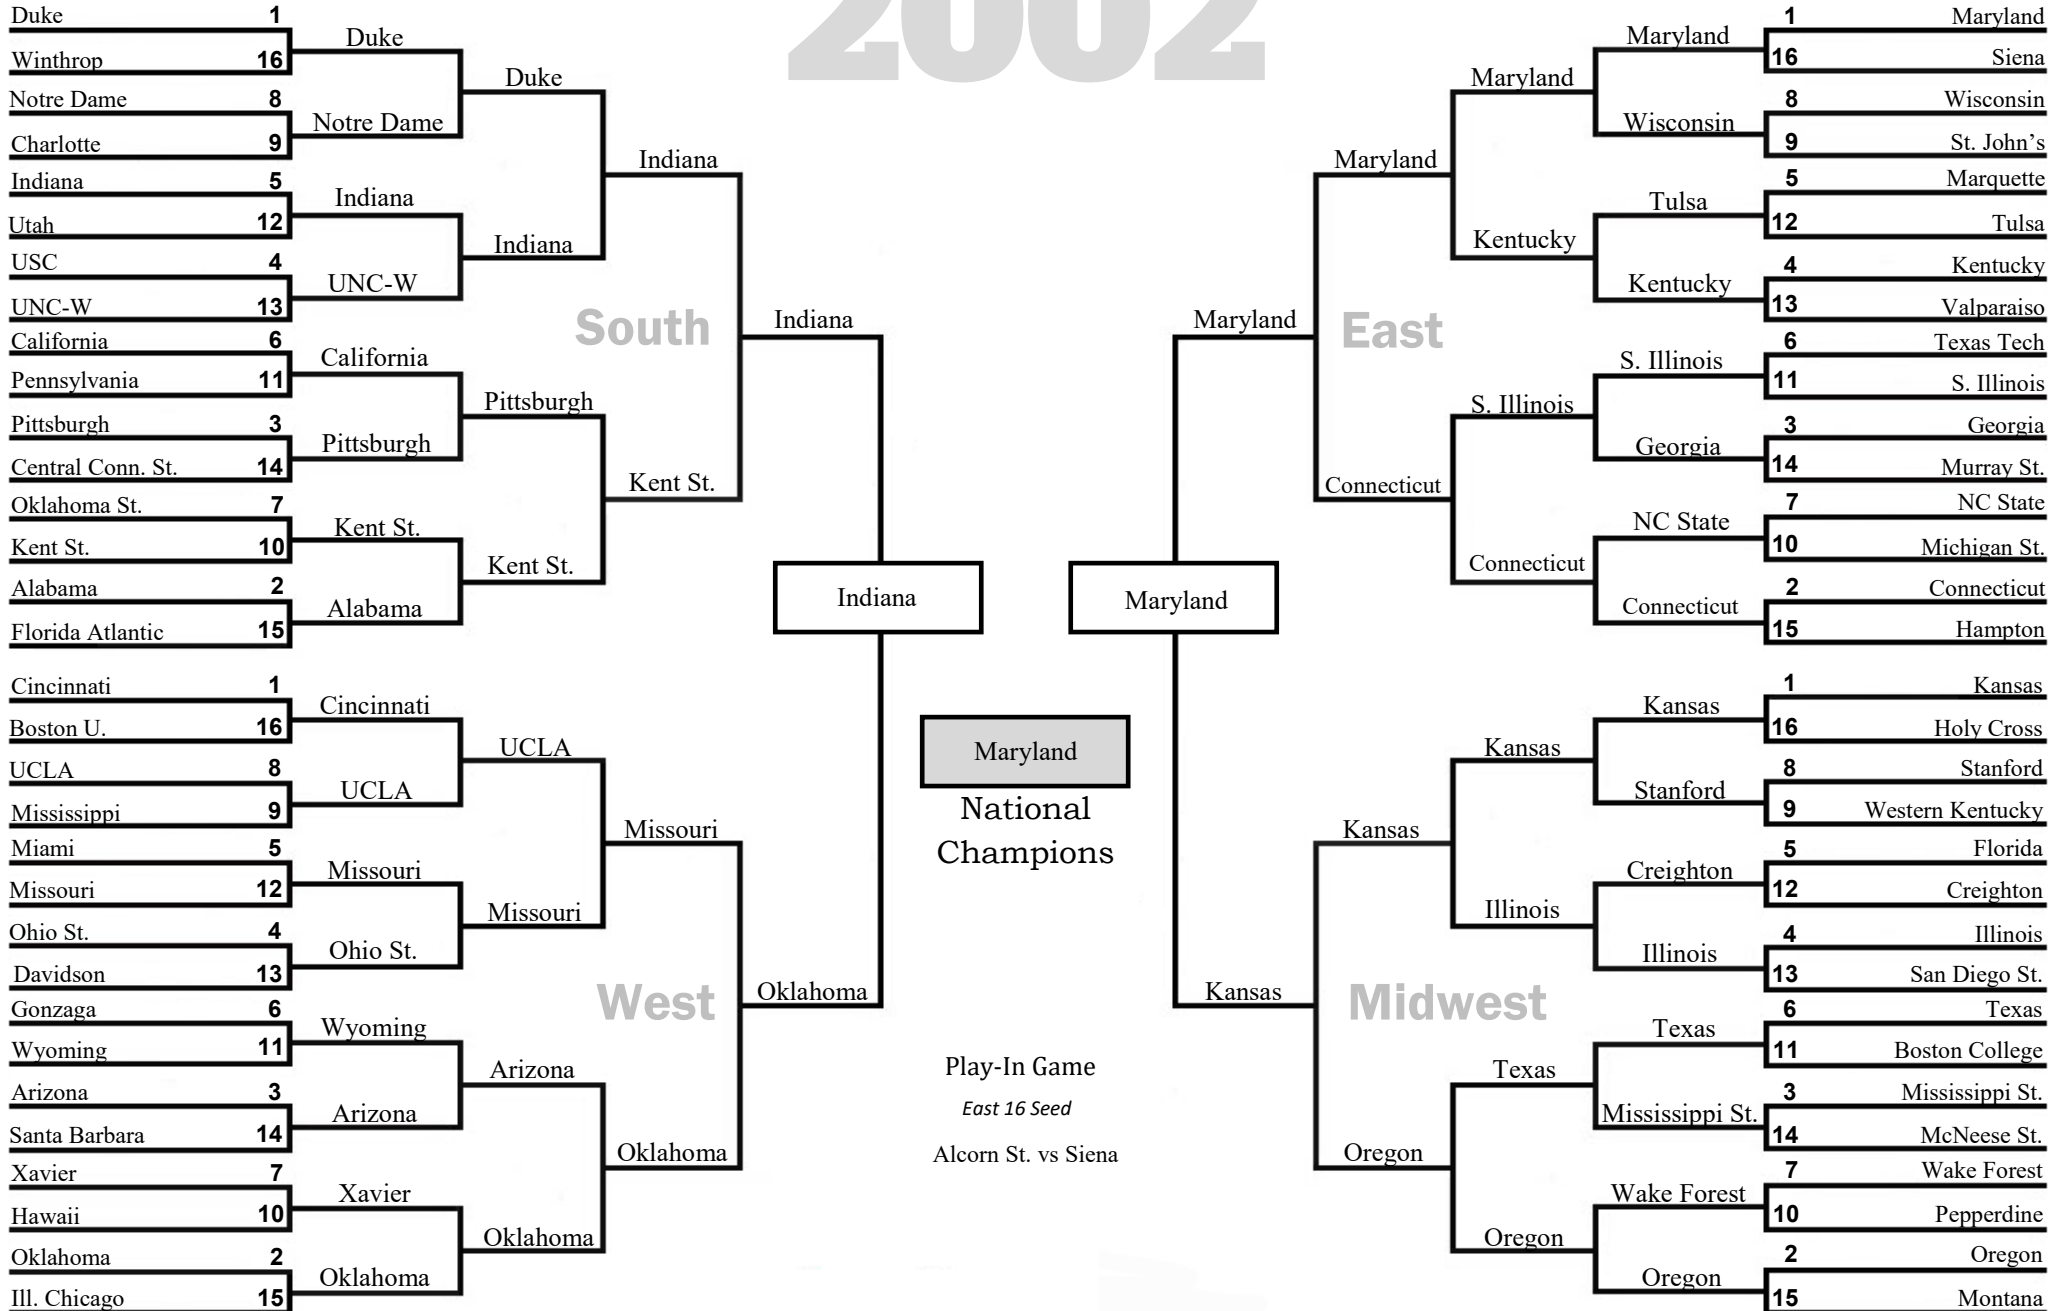 2002
Duke 1
Winthrop 16
Notre Dame 8
Charlotte 9
Indiana 5
Utah 12
USC 4
UNC-W 13
California 6
Pennsylvania 11
Pittsburgh 3
Central Conn. St. 14
Oklahoma St. 7
Kent St. 10
Alabama 2
Florida Atlantic 15
Duke
Notre Dame
Indiana
UNC-W
California
Pittsburgh
Kent St.
Alabama
Duke
Indiana
Pittsburgh
Kent St.
Indiana
Kent St.
South
Indiana
Cincinnati 1
Boston U. 16
UCLA 8
Mississippi 9
Miami 5
Missouri 12
Ohio St. 4
Davidson 13
Gonzaga 6
Wyoming 11
Arizona 3
Santa Barbara 14
Xavier 7
Hawaii 10
Oklahoma 2
Ill. Chicago 15
Cincinnati
UCLA
Missouri
Ohio St.
Wyoming
Arizona
Xavier
Oklahoma
UCLA
Missouri
Arizona
Oklahoma
Missouri
Oklahoma
West
Oklahoma
Indiana
Maryland
Maryland
National
Champions
Play-In Game
East 16 Seed
Alcorn St. vs Siena
1 Maryland
16 Siena
8 Wisconsin
9 St. John’s
5 Marquette
12 Tulsa
4 Kentucky
13 Valparaiso
6 Texas Tech
11 S. Illinois
3 Georgia
14 Murray St.
7 NC State
10 Michigan St.
2 Connecticut
15 Hampton
Maryland
Wisconsin
Tulsa
Kentucky
S. Illinois
Georgia
NC State
Connecticut
Maryland
Kentucky
S. Illinois
Connecticut
Maryland
Connecticut
East
Maryland
1 Kansas
16 Holy Cross
8 Stanford
9 Western Kentucky
5 Florida
12 Creighton
4 Illinois
13 San Diego St.
6 Texas
11 Boston College
3 Mississippi St.
14 McNeese St.
7 Wake Forest
10 Pepperdine
2 Oregon
15 Montana
Kansas
Stanford
Creighton
Illinois
Texas
Mississippi St.
Wake Forest
Oregon
Kansas
Illinois
Texas
Oregon
Kansas
Oregon
Midwest
Kansas